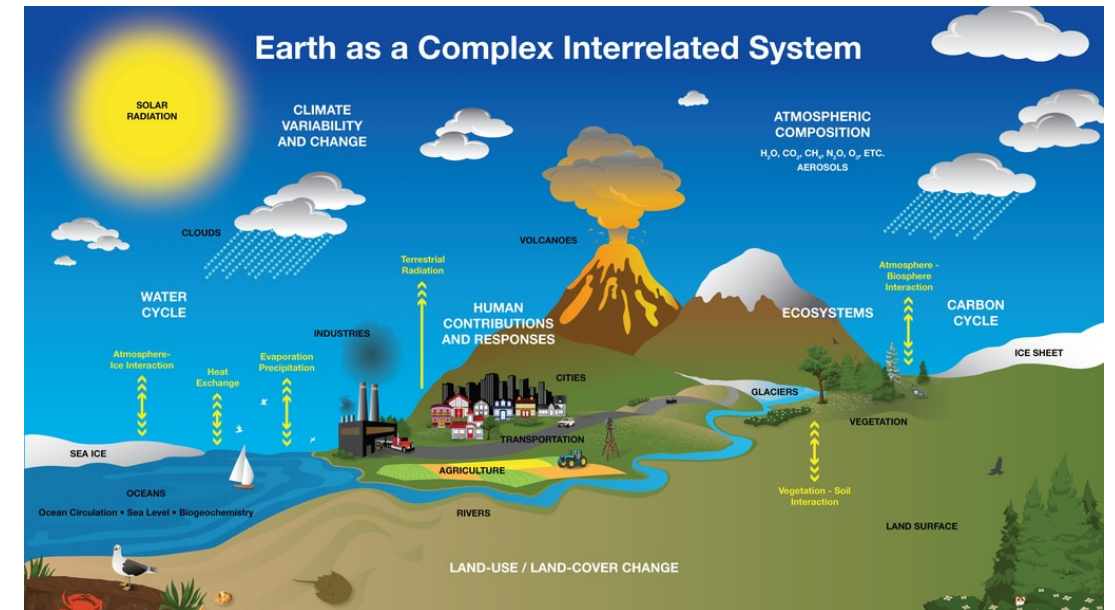 Earth as a Complex Interrelated System
SOLAR
RADIATION
CLIMATE
VARIABILITY
AND CHANGE
ATMOSPHERIC
COMPOSITION
H₂O, CO₂, CH₄, N₂O, O₃, ETC.
AEROSOLS
CLOUDS
VOLCANOES
Terrestrial
Radiation
Atmosphere -
Biosphere
Interaction
WATER
CYCLE
HUMAN
CONTRIBUTIONS
AND RESPONSES
ECOSYSTEMS
CARBON
CYCLE
INDUSTRIES
Atmosphere-
Ice Interaction
Heat
Exchange
Evaporation
Precipitation
ICE SHEET
CITIES
GLACIERS
VEGETATION
TRANSPORTATION
SEA ICE
AGRICULTURE
OCEANS
Ocean Circulation • Sea Level • Biogeochemistry
RIVERS
Vegetation - Soil
Interaction
LAND SURFACE
LAND-USE / LAND-COVER CHANGE